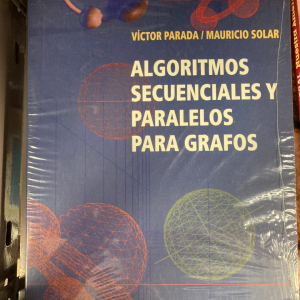 VÍCTOR PARADA / MAURICIO SOLAR
ALGORITMOS
SECUENCIALES Y
PARALELOS
PARA GRAFOS